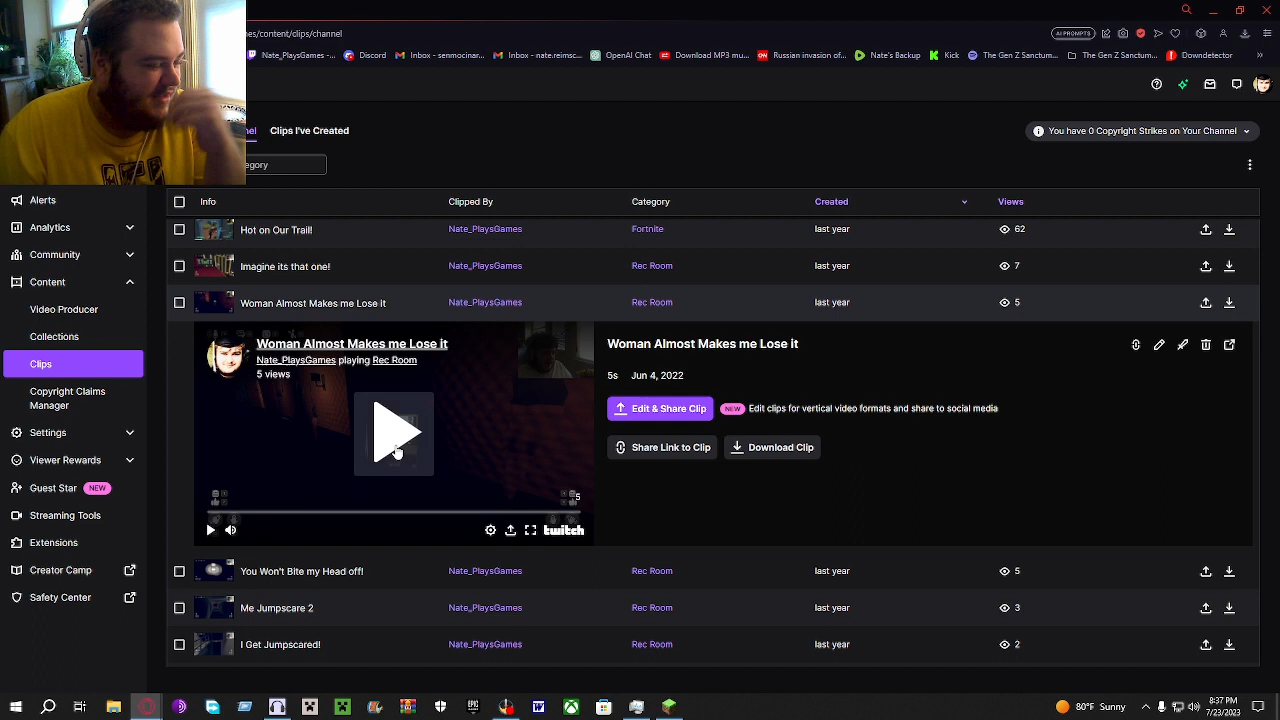 es/content/clips/channel
AI PROMPTS
Nate_PlaysGames -...
Discord
Inbox - senmocinar...
Inbox - nate.reimsc...
OpenAI Chat
Download MP3 mu...
Russian invasion of...
Nate's Backup
Kick
The Gen Z Sanctum...
The Gen Z Sanctum...
Downdetector
»
Clips I've Created
You have 0 Copyright Strikes on Your Channel
egory
Alerts
Analytics
Community
Content
Video Producer
Collections
Clips
Copyright Claims
Manager
Settings
Viewer Rewards
Guest Star NEW
Streaming Tools
Extensions
Creator Camp
Safety Center
Info Clipped By Category Created Views
Hot on Our Trail! Nate_PlaysGames Fortnite last year 62
Imagine its that one! Nate_PlaysGames Rec Room last year 7
Woman Almost Makes me Lose it Nate_PlaysGames Rec Room last year 5
Woman Almost Makes me Lose it
Nate_PlaysGames playing Rec Room
5 views
twitch
Woman Almost Makes me Lose it
5s Jun 4, 2022
Edit & Share Clip NEW Edit clips for vertical video formats and share to social media
Share Link to Clip Download Clip
You Won't Bite my Head off! Nate_PlaysGames Rec Room last year 5
Me Jumpscare 2 Nate_PlaysGames Rec Room last year 3
I Get Jumpscared! Nate_PlaysGames Rec Room last year 2
80°F Sunny
8:37 PM
7/23/2023